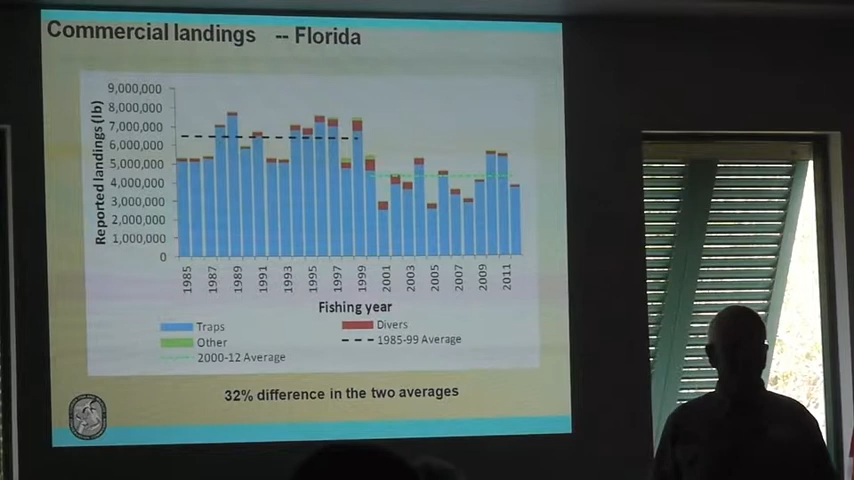 Commercial landings -- Florida
Reported landings (lb)
9,000,000
8,000,000
7,000,000
6,000,000
5,000,000
4,000,000
3,000,000
2,000,000
1,000,000
0
1985 1987 1989 1991 1993 1995 1997 1999 2001 2003 2005 2007 2009 2011
Fishing year
Traps Divers
Other 1985-99 Average
2000-12 Average
32% difference in the two averages